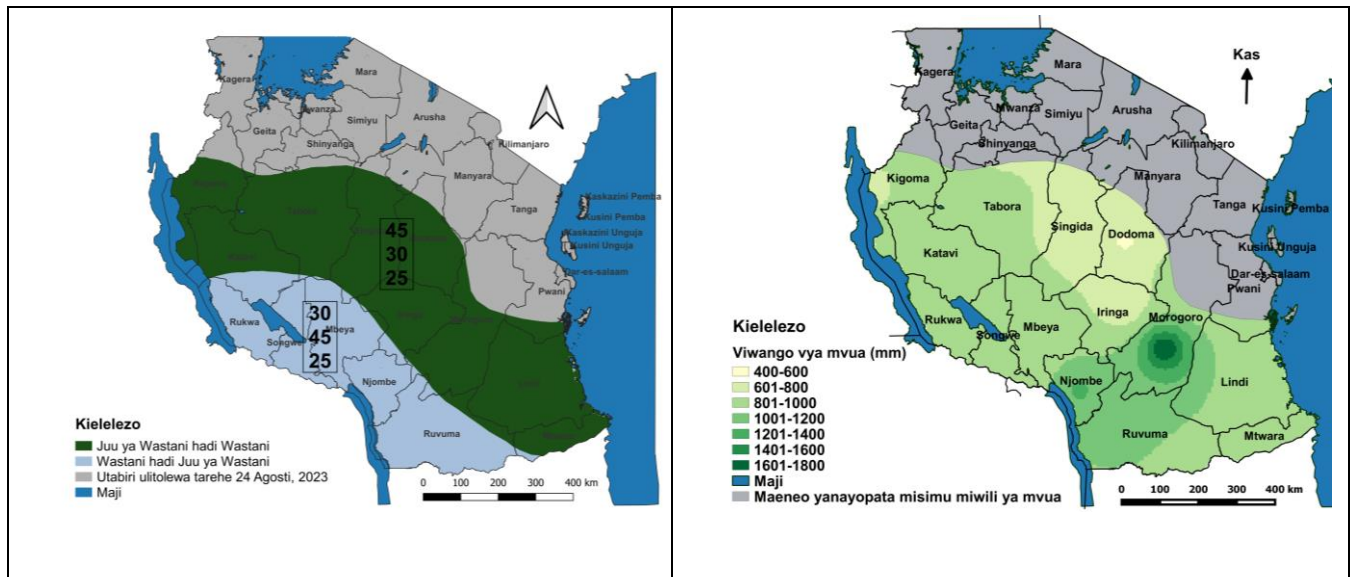 Kagera
Mara
Mwanza
Simiyu
Arusha
Geita
Shinyanga
Kilimanjaro
Manyara
Kigoma
Tabora
Tanga
Kaskazini Pemba
Kusini Pemba
Kaskazini Unguja
Kusini Unguja
Dar-es-salaam
Pwani
45
30
25
30
45
25
Rukwa
Mbeya
Songwe
Njombe
Ruvuma
Kielelezo
Juu ya Wastani hadi Wastani
Wastani hadi Juu ya Wastani
Utabiri ulitolewa tarehe 24 Agosti, 2023
Maji
0 100 200 300 400 km
Kas
Kagera
Mara
Mwanza
Simiyu
Arusha
Geita
Shinyanga
Kilimanjaro
Manyara
Kigoma
Tabora
Singida
Dodoma
Tanga
Kusini Pemba
Kusini Unguja
Dar-es-salaam
Pwani
Katavi
Rukwa
Songwe
Mbeya
Iringa
Morogoro
Njombe
Lindi
Ruvuma
Mtwara
Kielelezo
Viwango vya mvua (mm)
400-600
601-800
801-1000
1001-1200
1201-1400
1401-1600
1601-1800
Maji
Maeneo yanayopata misimu miwili ya mvua
0 100 200 300 400 km